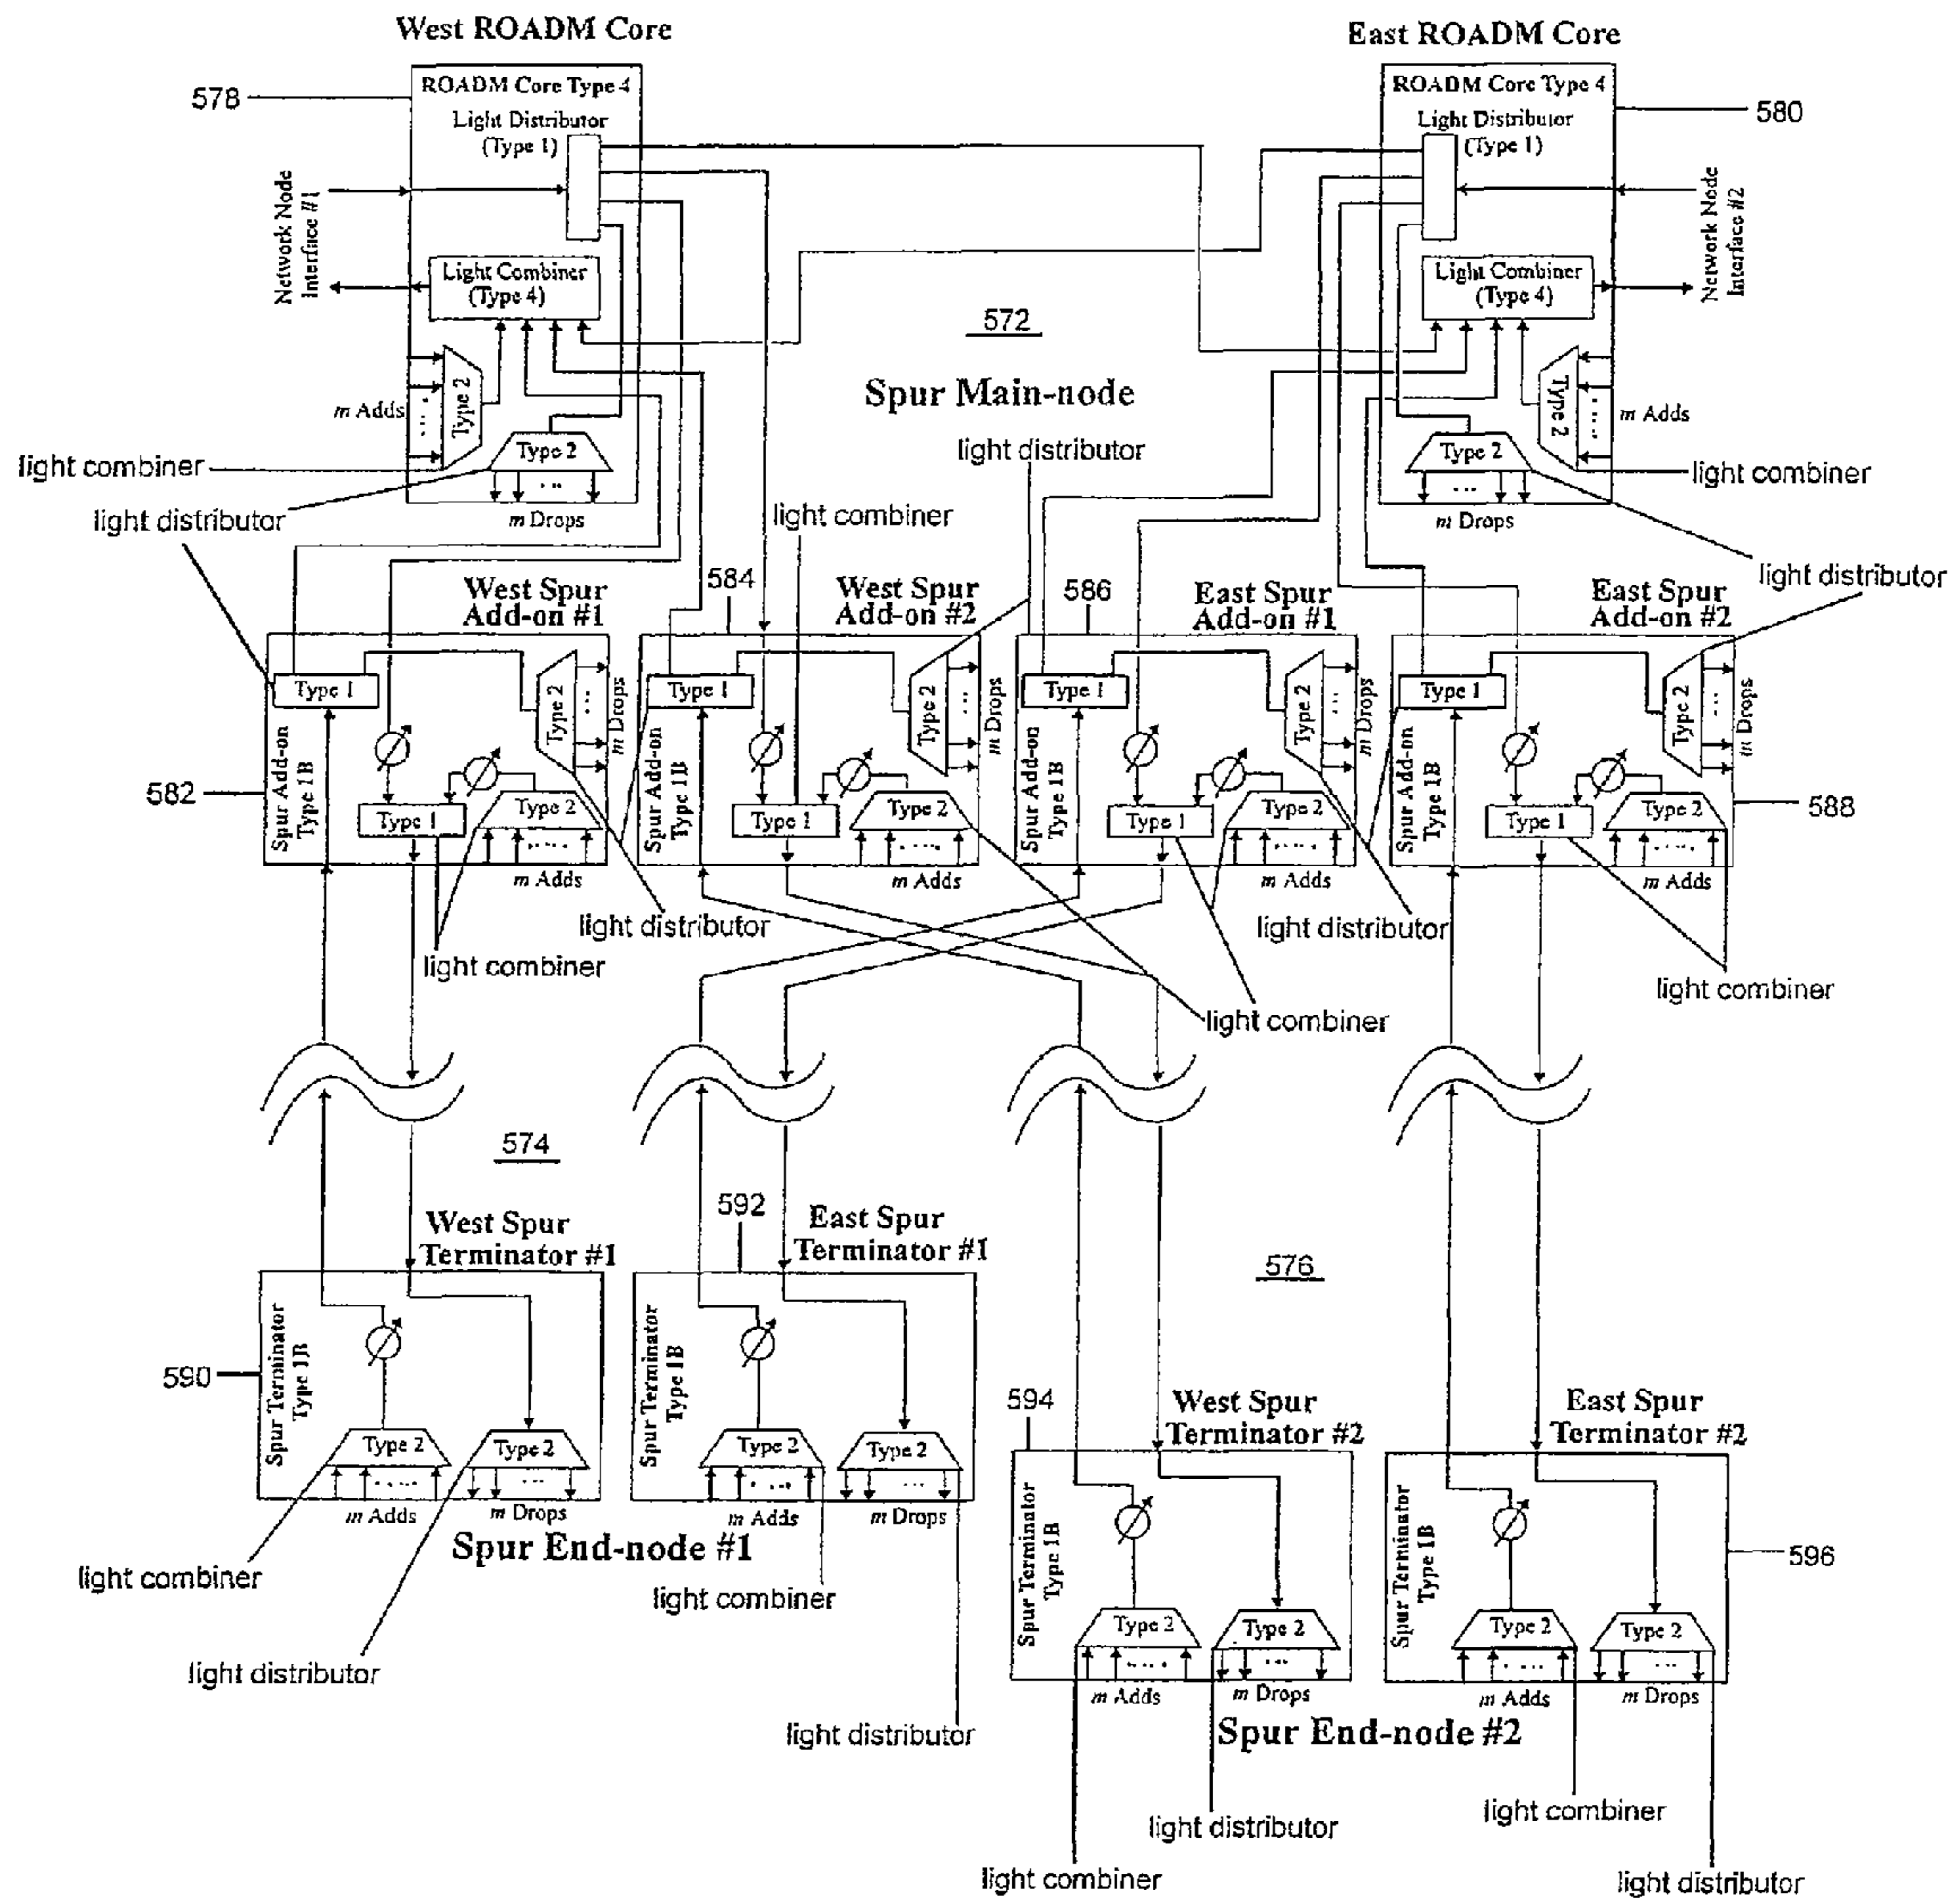 West ROADM Core
East ROADM Core
578
ROADM Core Type 4
Light Distributor
(Type 1)
Network Node
Interface #1
Light Combiner
(Type 4)
m Adds
Type 2
Type 2
m Drops
light combiner
light distributor
ROADM Core Type 4
580
Light Distributor
(Type 1)
Network Node
Interface #2
Light Combiner
(Type 4)
Type 2
m Adds
Type 2
m Drops
light combiner
light distributor
572
Spur Main-node
light distributor
light combiner
West Spur
Add-on #1
584
West Spur
Add-on #2
586
East Spur
Add-on #1
East Spur
Add-on #2
582
Spur Add-on
Type 1B
Type 1
Type 2
m Drops
Type 1
Type 2
m Adds
Spur Add-on
Type 1B
Type 1
Type 2
m Drops
Type 1
Type 2
m Adds
Spur Add-on
Type 1B
Type 1
Type 2
m Drops
Type 1
Type 2
m Adds
Spur Add-on
Type 1B
Type 1
Type 2
m Drops
Type 1
Type 2
m Adds
588
light distributor
light combiner
light distributor
light combiner
light combiner
574
592
West Spur
Terminator #1
East Spur
Terminator #1
576
590
Spur Terminator
Type 1B
Type 2
Type 2
m Adds
m Drops
Spur Terminator
Type 1B
Type 2
Type 2
m Adds
m Drops
Spur End-node #1
light combiner
light combiner
light distributor
light distributor
594
West Spur
Terminator #2
East Spur
Terminator #2
Spur Terminator
Type 1B
Type 2
Type 2
m Adds
m Drops
Spur Terminator
Type 1B
Type 2
Type 2
m Adds
m Drops
596
Spur End-node #2
light combiner
light distributor
light combiner
light distributor